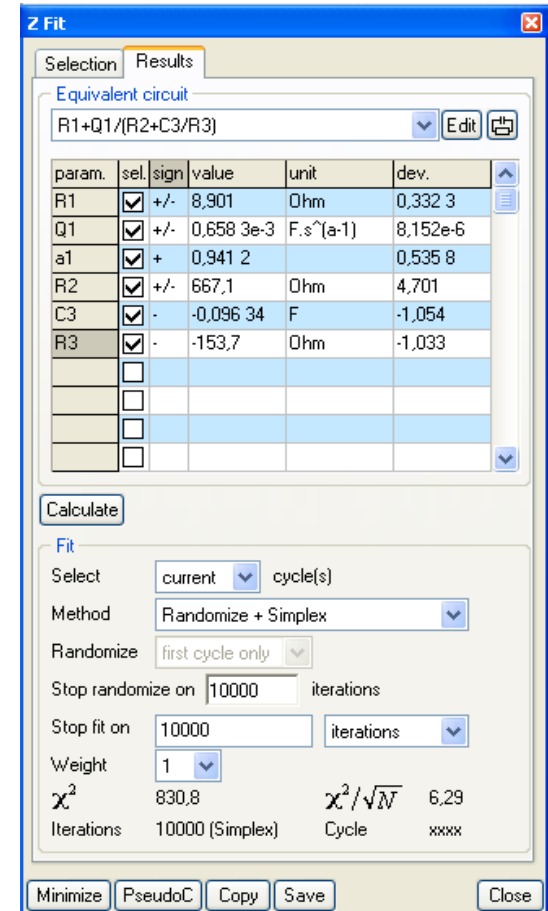 Z Fit
Selection Results
Equivalent circuit
R1+Q1/(R2+C3/R3) Edit
param. sel. sign value unit dev.
R1 +/- 8,901 Ohm 0,332 3
Q1 +/- 0,658 3e-3 F.s^(a-1) 8,152e-6
a1 + 0,941 2 0,535 8
R2 +/- 667,1 Ohm 4,701
C3 - -0,096 34 F -1,054
R3 - -153,7 Ohm -1,033
Calculate
Fit
Select current cycle(s)
Method Randomize + Simplex
Randomize first cycle only
Stop randomize on 10000 iterations
Stop fit on 10000 iterations
Weight 1
χ² 830,8 χ²/√N 6,29
Iterations 10000 (Simplex) Cycle xxxx
Minimize PseudoC Copy Save Close